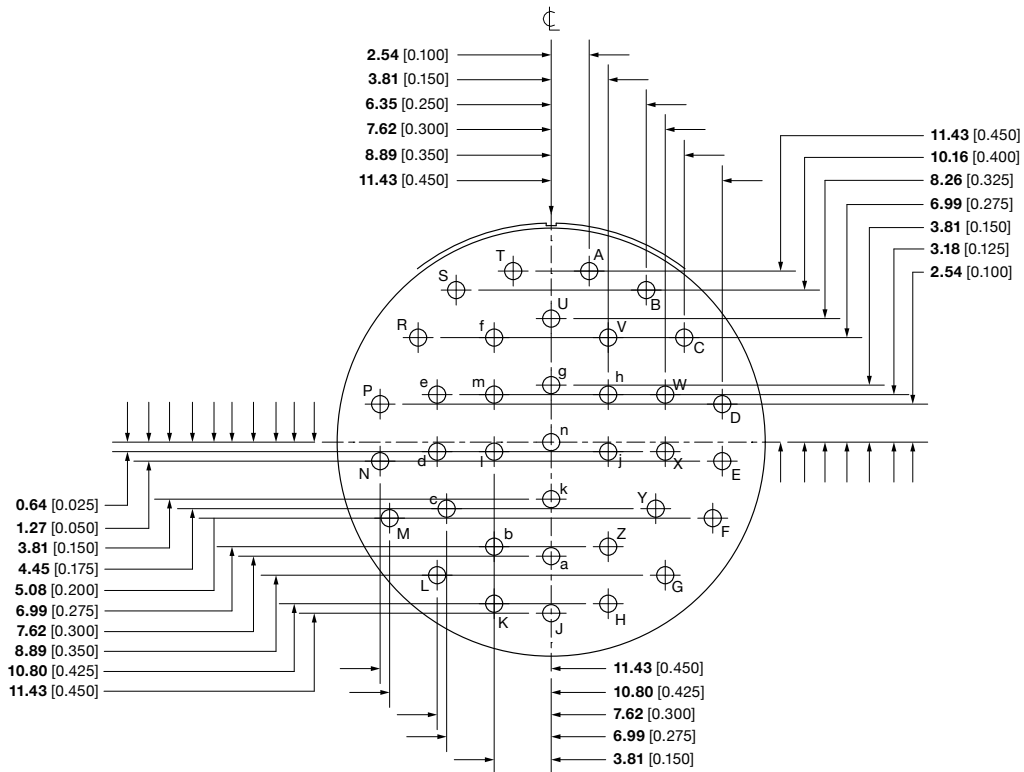 ℄
2.54 [0.100]
3.81 [0.150]
6.35 [0.250]
7.62 [0.300]
8.89 [0.350]
11.43 [0.450]
11.43 [0.450]
10.16 [0.400]
8.26 [0.325]
6.99 [0.275]
3.81 [0.150]
3.18 [0.125]
2.54 [0.100]
T A
S B
U
R f V C
g
P e m h W D
n
N d l j X E
k
c Y
M F
b Z
a
L G
K J H
0.64 [0.025]
1.27 [0.050]
3.81 [0.150]
4.45 [0.175]
5.08 [0.200]
6.99 [0.275]
7.62 [0.300]
8.89 [0.350]
10.80 [0.425]
11.43 [0.450]
11.43 [0.450]
10.80 [0.425]
7.62 [0.300]
6.99 [0.275]
3.81 [0.150]